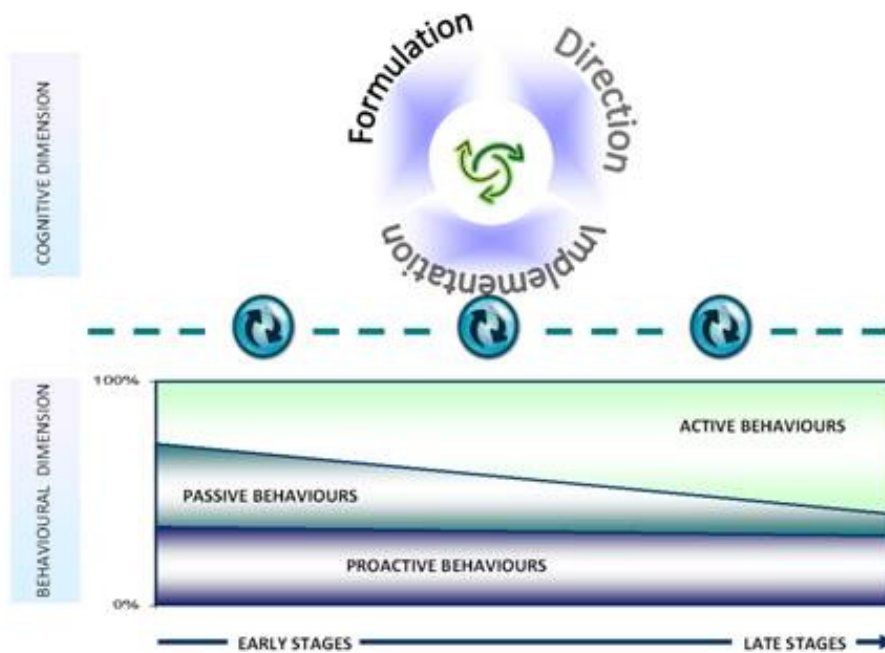 COGNITIVE DIMENSION
Formulation
Direction
Implementation
BEHAVIOURAL DIMENSION
100%
ACTIVE BEHAVIOURS
PASSIVE BEHAVIOURS
PROACTIVE BEHAVIOURS
0%
EARLY STAGES
LATE STAGES